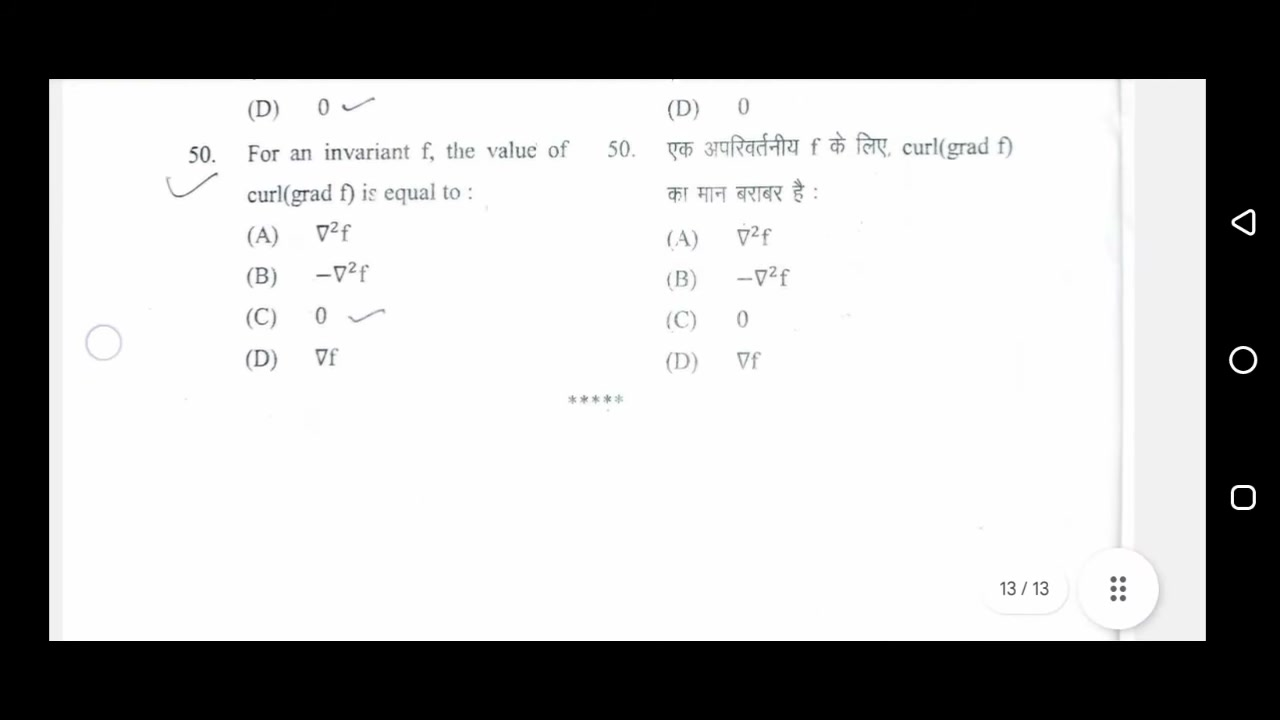 (D) 0
50. For an invariant f, the value of
curl(grad f) is equal to :
(A) ∇²f
(B) −∇²f
(C) 0
(D) ∇f
(D) 0
50. एक अपरिवर्तनीय f के लिए, curl(grad f)
का मान बराबर है :
(A) ∇²f
(B) −∇²f
(C) 0
(D) ∇f
*****
13 / 13